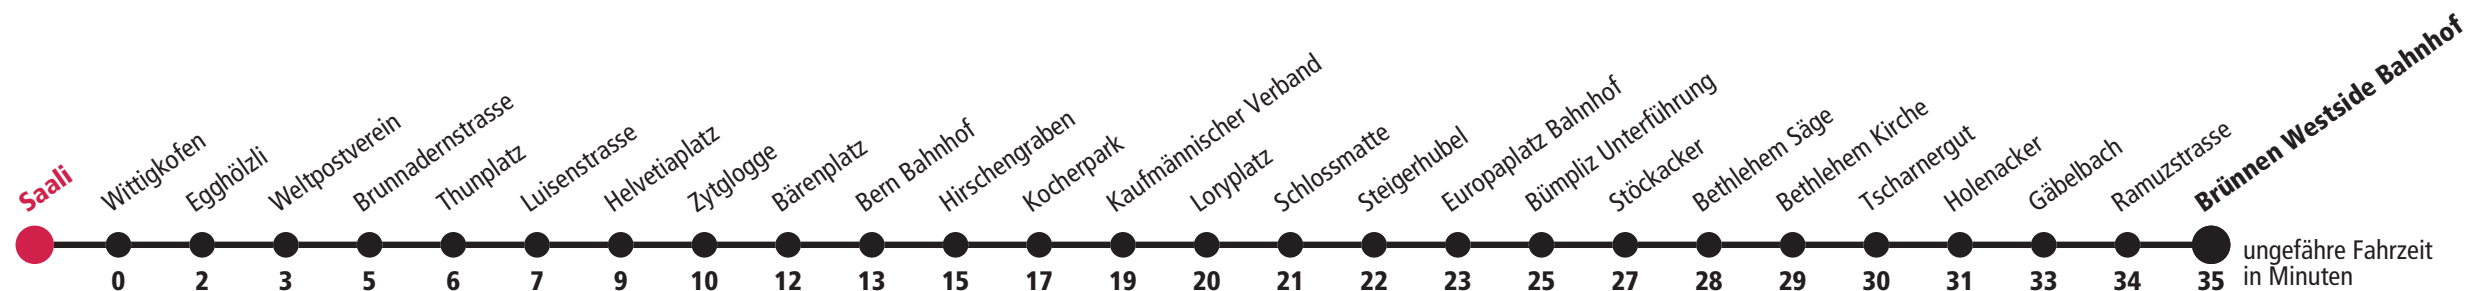 Saali
Wittigkofen
Egghölzli
Weltpostverein
Brunnadernstrasse
Thunplatz
Luisenstrasse
Helvetiaplatz
Zytglogge
Bärenplatz
Bern Bahnhof
Hirschengraben
Kocherpark
Kaufmännischer Verband
Loryplatz
Schlossmatte
Steigerhubel
Europaplatz Bahnhof
Bümpliz Unterführung
Stöckacker
Bethlehem Säge
Bethlehem Kirche
Tscharnergut
Holenacker
Gäbelbach
Ramuzstrasse
Brünnen Westside Bahnhof
0 2 3 5 6 7 9 10 12 13 15 17 19 20 21 22 23 25 27 28 29 30 31 33 34 35
ungefähre Fahrzeit
in Minuten